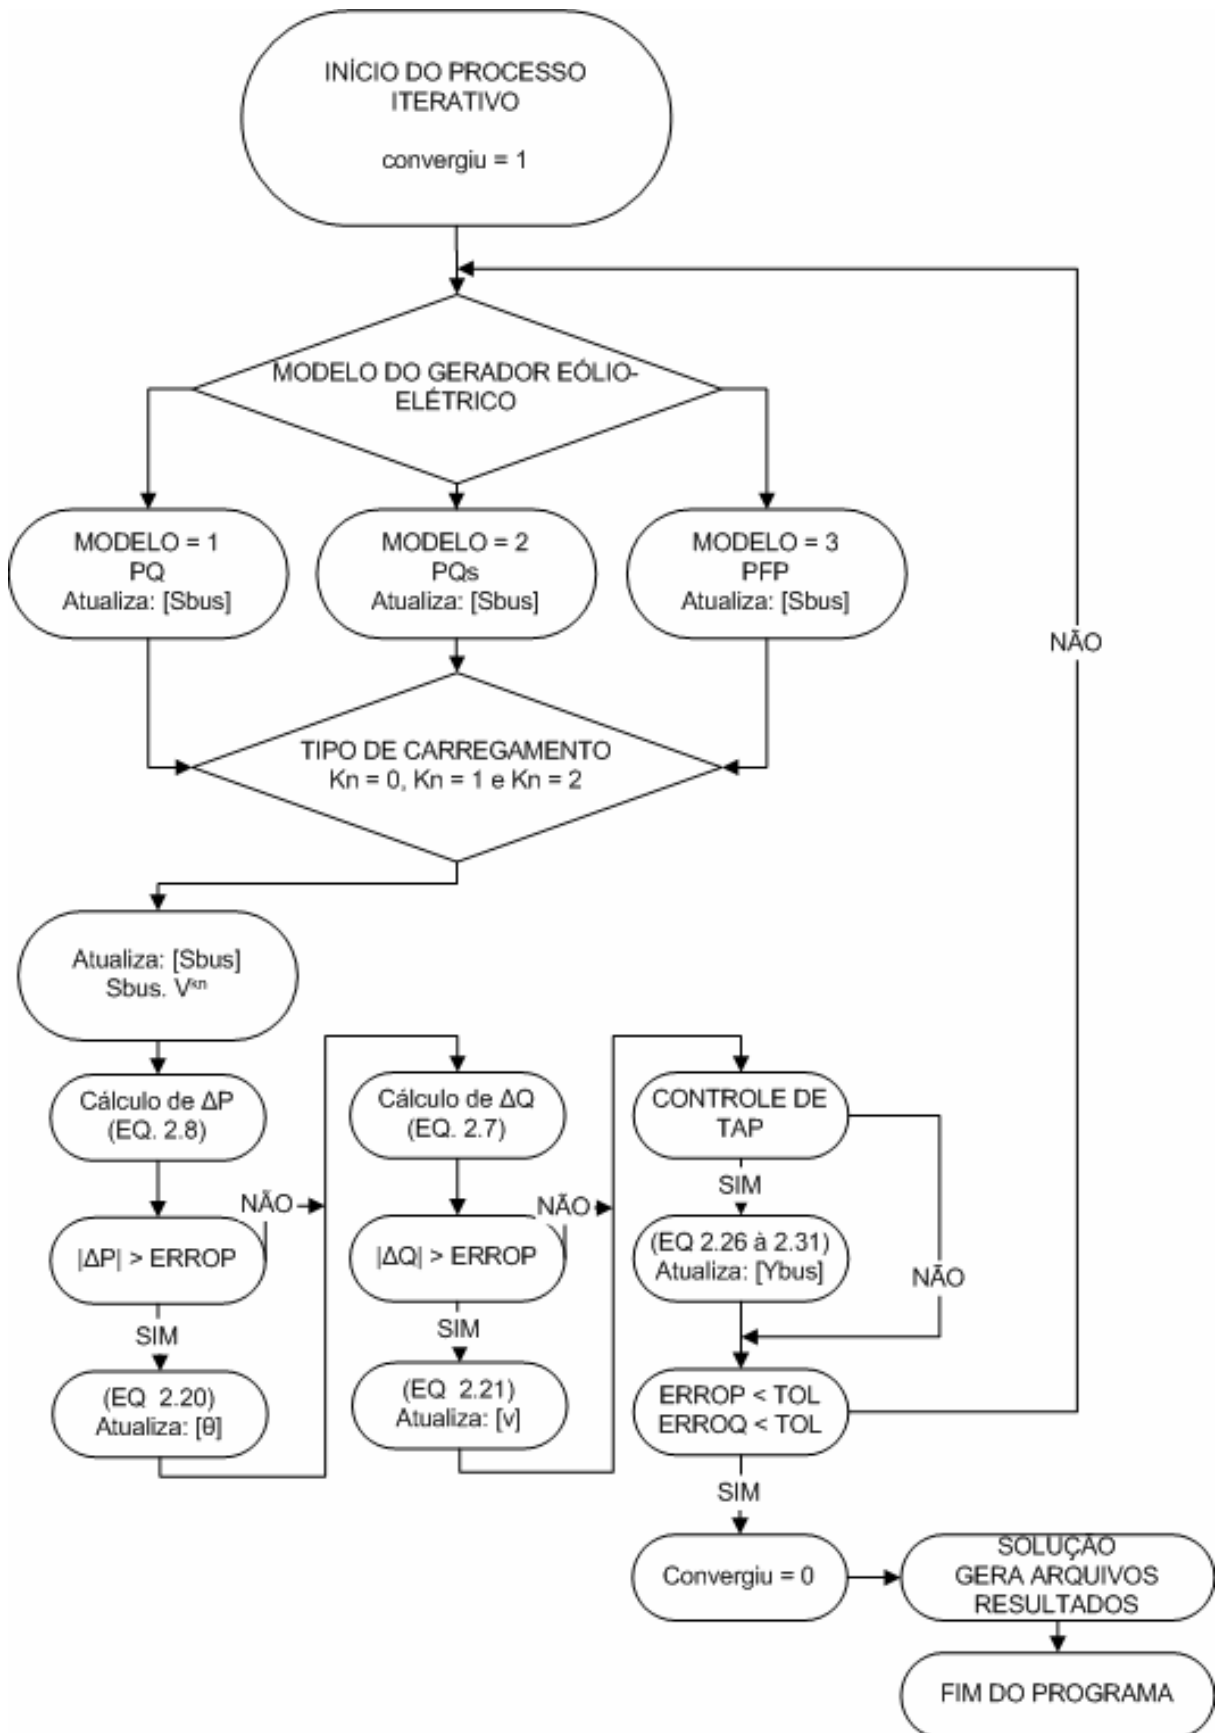 INÍCIO DO PROCESSO
ITERATIVO
convergiu = 1
MODELO DO GERADOR EÓLIO-
ELÉTRICO
MODELO = 1
PQ
Atualiza: [Sbus]
MODELO = 2
PQs
Atualiza: [Sbus]
MODELO = 3
PFP
Atualiza: [Sbus]
NÃO
TIPO DE CARREGAMENTO
Kn = 0, Kn = 1 e Kn = 2
Atualiza: [Sbus]
Sbus. V^kn
Cálculo de ΔP
(EQ. 2.8)
NÃO
|ΔP| > ERROP
SIM
(EQ 2.20)
Atualiza: [θ]
Cálculo de ΔQ
(EQ. 2.7)
NÃO
|ΔQ| > ERROP
SIM
(EQ 2.21)
Atualiza: [v]
CONTROLE DE
TAP
SIM
(EQ 2.26 à 2.31)
Atualiza: [Ybus]
NÃO
ERROP < TOL
ERROQ < TOL
SIM
Convergiu = 0
SOLUÇÃO
GERA ARQUIVOS
RESULTADOS
FIM DO PROGRAMA